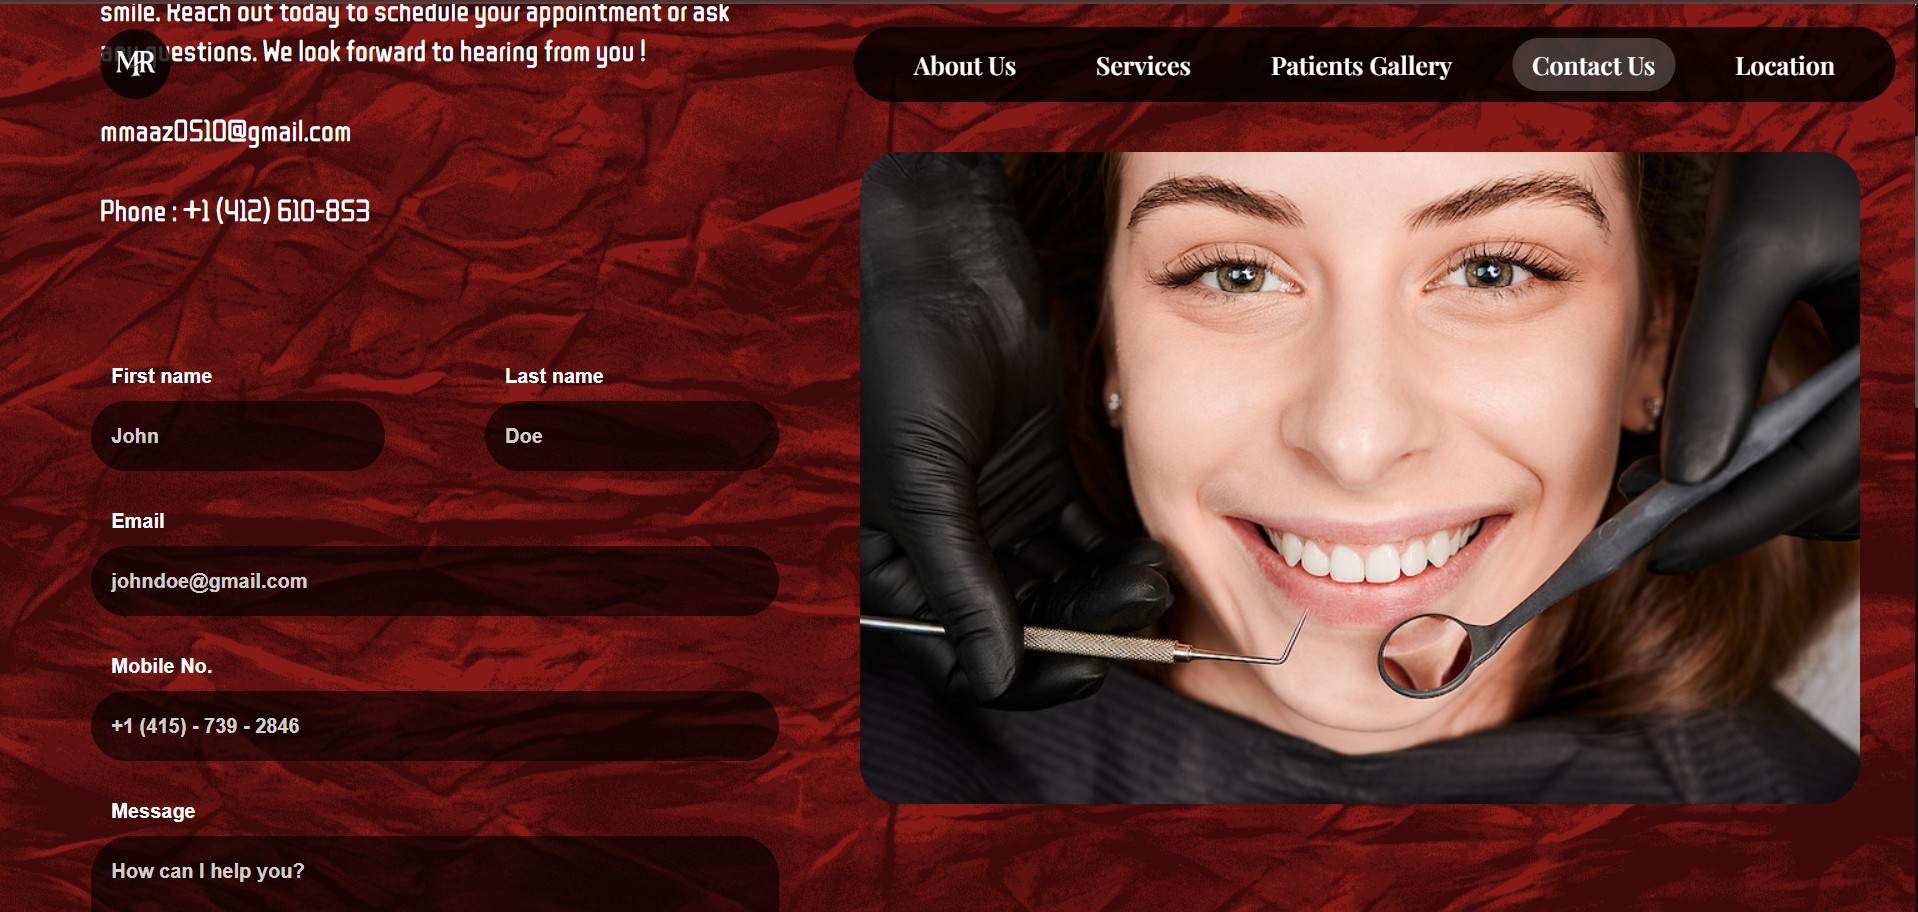 smile. Reach out today to schedule your appointment or ask
any questions. We look forward to hearing from you !
MR
About Us
Services
Patients Gallery
Contact Us
Location
mmaaz0510@gmail.com
Phone : +1 (412) 610-853
First name
Last name
John
Doe
Email
johndoe@gmail.com
Mobile No.
+1 (415) - 739 - 2846
Message
How can I help you?